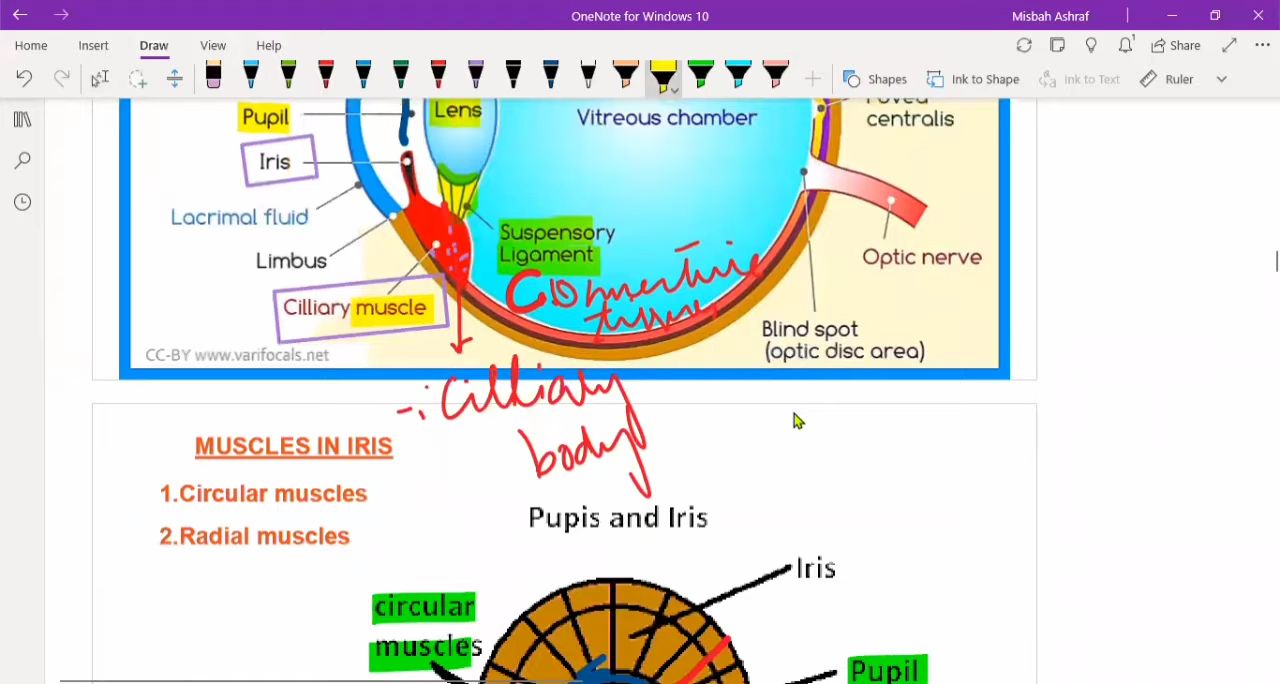 OneNote for Windows 10
Misbah Ashraf
Home Insert Draw View Help
Share
Shapes Ink to Shape Ink to Text Ruler
Pupil
Lens
Vitreous chamber
Fovea
centralis
Iris
Lacrimal fluid
Suspensory
Ligament
Limbus
Optic nerve
Cilliary muscle
Connective
tissue
Blind spot
(optic disc area)
CC-BY www.varifocals.net
Cilliary
body
MUSCLES IN IRIS
1.Circular muscles
2.Radial muscles
Pupis and Iris
Iris
circular
muscles
Pupil